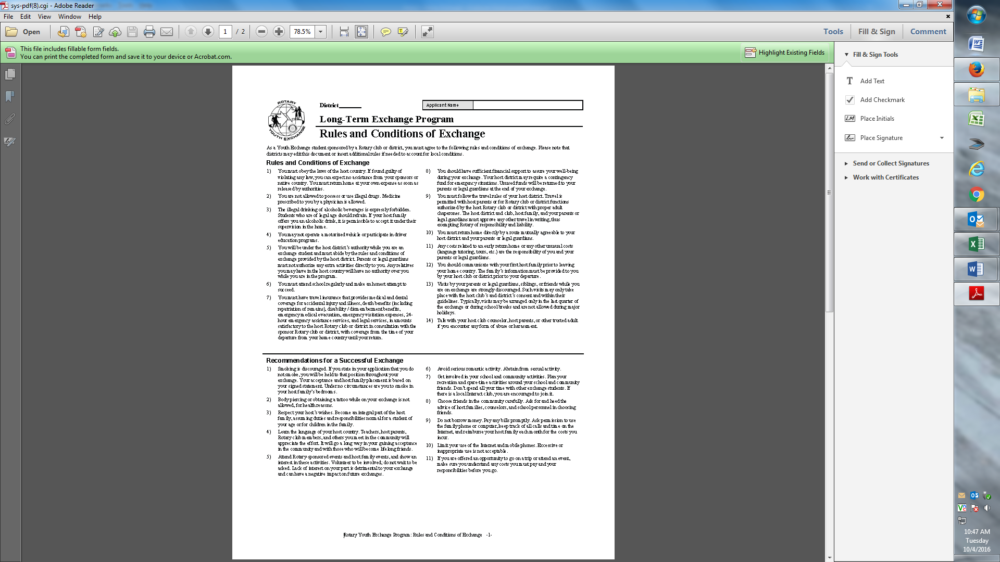 sys-pdf(8).cgi - Adobe Reader
File Edit View Window Help
Open 1 / 2 78.5% Tools Fill & Sign Comment
This file includes fillable form fields.
You can print the completed form and save it to your device or Acrobat.com.
Highlight Existing Fields
ROTARY
YOUTH EXCHANGE
District_______
Applicant Name
Long-Term Exchange Program
Rules and Conditions of Exchange
As a Youth Exchange student sponsored by a Rotary club or district, you must agree to the following rules and conditions of exchange. Please note that
districts may edit this document or insert additional rules if needed to account for local conditions.
Rules and Conditions of Exchange
1) You must obey the laws of the host country. If found guilty of
violating any law, you can expect no assistance from your sponsors or
native country. You must return home at your own expense as soon as
released by authorities.
2) You are not allowed to possess or use illegal drugs. Medicine
prescribed to you by a physician is allowed.
3) The illegal drinking of alcoholic beverages is expressly forbidden.
Students who are of legal age should refrain. If your host family
offers you an alcoholic drink, it is permissible to accept it under their
supervision in the home.
4) You may not operate a motorized vehicle or participate in driver
education programs.
5) You will be under the host district's authority while you are an
exchange student and must abide by the rules and conditions of
exchange provided by the host district. Parents or legal guardians
must not authorize any extra activities directly to you. Any relatives
you may have in the host country will have no authority over you
while you are in the program.
6) You must attend school regularly and make an honest attempt to
succeed.
7) You must have travel insurance that provides medical and dental
coverage for accidental injury and illness, death benefits (including
repatriation of remains), disability / dismemberment benefits,
emergency medical evacuation, emergency visitation expenses, 24-
hour emergency assistance services, and legal services, in amounts
satisfactory to the host Rotary club or district in consultation with the
sponsor Rotary club or district, with coverage from the time of your
departure from your home country until your return.
8) You should have sufficient financial support to assure your well-being
during your exchange. Your host district may require a contingency
fund for emergency situations. Unused funds will be returned to your
parents or legal guardians at the end of your exchange.
9) You must follow the travel rules of your host district. Travel is
permitted with host parents or for Rotary club or district functions
authorized by the host Rotary club or district with proper adult
chaperones. The host district and club, host family, and your parents or
legal guardians must approve any other travel in writing, thus
exempting Rotary of responsibility and liability.
10) You must return home directly by a route mutually agreeable to your
host district and your parents or legal guardians.
11) Any costs related to an early return home or any other unusual costs
(language tutoring, tours, etc.) are the responsibility of you and your
parents or legal guardians.
12) You should communicate with your first host family prior to leaving
your home country. The family's information must be provided to you
by your host club or district prior to your departure.
13) Visits by your parents or legal guardians, siblings, or friends while you
are on exchange are strongly discouraged. Such visits may only take
place with the host club's and district's consent and within their
guidelines. Typically, visits may be arranged only in the last quarter of
the exchange or during school breaks and are not allowed during major
holidays.
14) Talk with your host club counselor, host parents, or other trusted adult
if you encounter any form of abuse or harassment.
Recommendations for a Successful Exchange
1) Smoking is discouraged. If you state in your application that you do
not smoke, you will be held to that position throughout your
exchange. Your acceptance and host family placement is based on
your signed statement. Under no circumstances are you to smoke in
your host family's bedrooms.
2) Body piercing or obtaining a tattoo while on your exchange is not
allowed, for health reasons.
3) Respect your host's wishes. Become an integral part of the host
family, assuming duties and responsibilities normal for a student of
your age or for children in the family.
4) Learn the language of your host country. Teachers, host parents,
Rotary club members, and others you meet in the community will
appreciate the effort. It will go a long way in your gaining acceptance
in the community and with those who will become lifelong friends.
5) Attend Rotary-sponsored events and host family events, and show an
interest in these activities. Volunteer to be involved; do not wait to be
asked. Lack of interest on your part is detrimental to your exchange
and can have a negative impact on future exchanges.
6) Avoid serious romantic activity. Abstain from sexual activity.
7) Get involved in your school and community activities. Plan your
recreation and spare-time activities around your school and community
friends. Don't spend all your time with other exchange students. If
there is a local Interact club, you are encouraged to join it.
8) Choose friends in the community carefully. Ask for and heed the
advice of host families, counselors, and school personnel in choosing
friends.
9) Do not borrow money. Pay any bills promptly. Ask permission to use
the family phone or computer, keep track of all calls and time on the
Internet, and reimburse your host family each month for the costs you
incur.
10) Limit your use of the Internet and mobile phones. Excessive or
inappropriate use is not acceptable.
11) If you are offered an opportunity to go on a trip or attend an event,
make sure you understand any costs you must pay and your
responsibilities before you go.
Rotary Youth Exchange Program: Rules and Conditions of Exchange -1-
Fill & Sign Tools
Add Text
Add Checkmark
Place Initials
Place Signature
Send or Collect Signatures
Work with Certificates
10:47 AM
Tuesday
10/4/2016